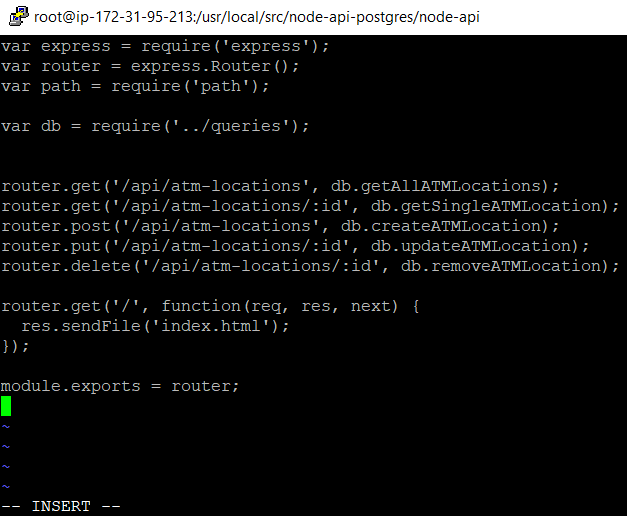 root@ip-172-31-95-213:/usr/local/src/node-api-postgres/node-api
var express = require('express');
var router = express.Router();
var path = require('path');

var db = require('../queries');


router.get('/api/atm-locations', db.getAllATMLocations);
router.get('/api/atm-locations/:id', db.getSingleATMLocation);
router.post('/api/atm-locations', db.createATMLocation);
router.put('/api/atm-locations/:id', db.updateATMLocation);
router.delete('/api/atm-locations/:id', db.removeATMLocation);

router.get('/', function(req, res, next) {
  res.sendFile('index.html');
});

module.exports = router;

~
~
~
~
-- INSERT --